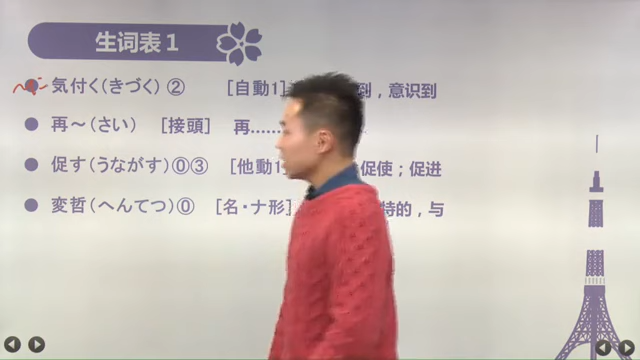 生词表1
気付く(きづく)② [自動1] 到，意识到
再～(さい) [接頭] 再……
促す(うながす)⓪③ [他動1 促使；促进
変哲(へんてつ)⓪ [名・ナ形] 特的，与